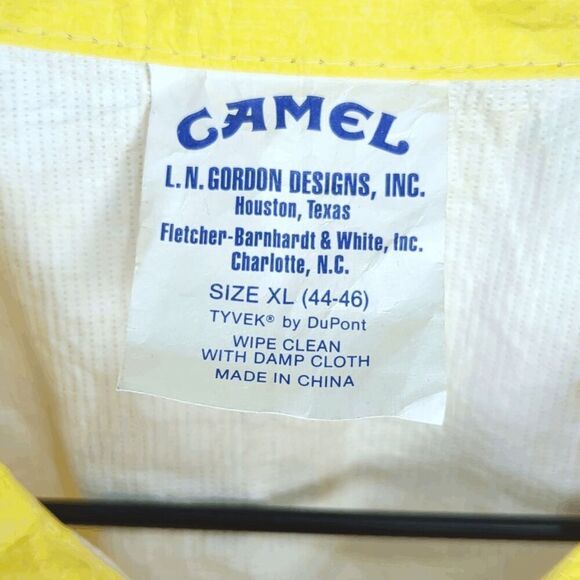 CAMEL
L.N. GORDON DESIGNS, INC.
Houston, Texas
Fletcher-Barnhardt & White, Inc.
Charlotte, N.C.
SIZE XL (44-46)
TYVEK® by DuPont
WIPE CLEAN
WITH DAMP CLOTH
MADE IN CHINA